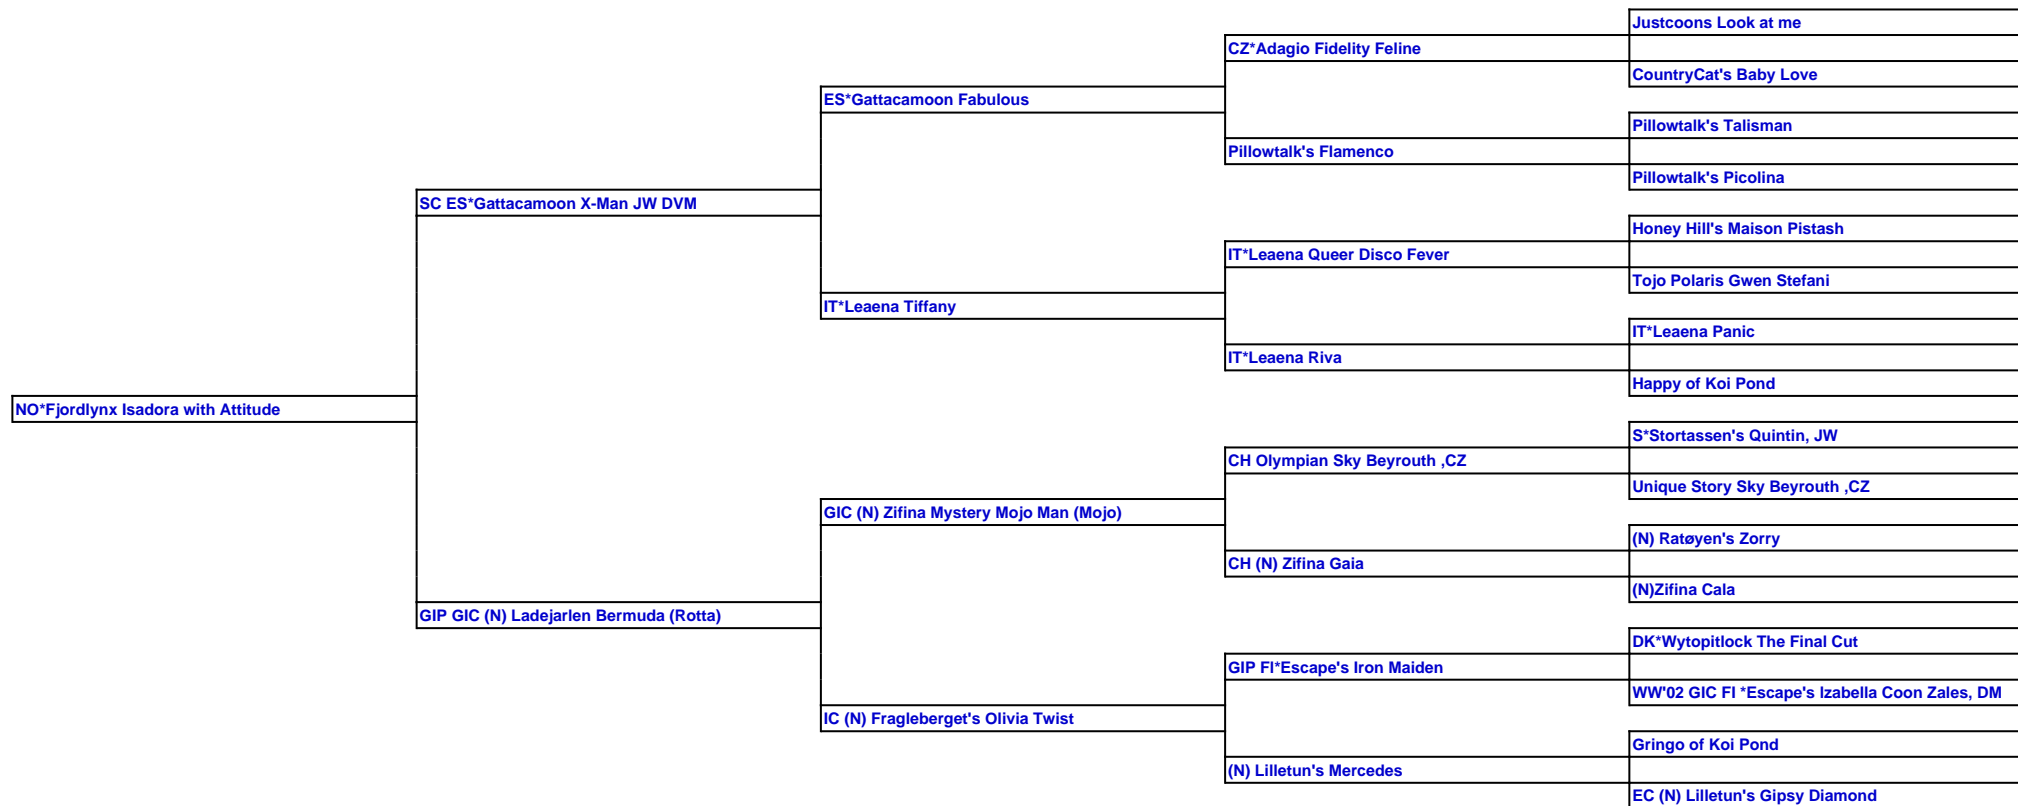 Justcoons Look at me
CZ*Adagio Fidelity Feline
CountryCat's Baby Love
ES*Gattacamoon Fabulous
Pillowtalk's Talisman
Pillowtalk's Flamenco
Pillowtalk's Picolina
SC ES*Gattacamoon X-Man JW DVM
Honey Hill's Maison Pistash
IT*Leaena Queer Disco Fever
Tojo Polaris Gwen Stefani
IT*Leaena Tiffany
IT*Leaena Panic
IT*Leaena Riva
Happy of Koi Pond
NO*Fjordlynx Isadora with Attitude
S*Stortassen's Quintin, JW
CH Olympian Sky Beyrouth ,CZ
Unique Story Sky Beyrouth ,CZ
GIC (N) Zifina Mystery Mojo Man (Mojo)
(N) Ratøyen's Zorry
CH (N) Zifina Gaia
(N)Zifina Cala
GIP GIC (N) Ladejarlen Bermuda (Rotta)
DK*Wytopitlock The Final Cut
GIP FI*Escape's Iron Maiden
WW'02 GIC FI *Escape's Izabella Coon Zales, DM
IC (N) Fragleberget's Olivia Twist
Gringo of Koi Pond
(N) Lilletun's Mercedes
EC (N) Lilletun's Gipsy Diamond